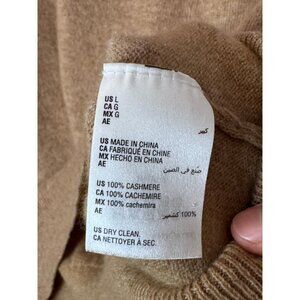 US L
CA G
MX G
AE كبير
US MADE IN CHINA
CA FABRIQUÉ EN CHINE
MX HECHO EN CHINA
AE صنع في الصين
US 100% CASHMERE
CA 100% CACHEMIRE
MX 100% cachemira
AE 100% كشمير
US DRY CLEAN.
CA NETTOYER À SEC.